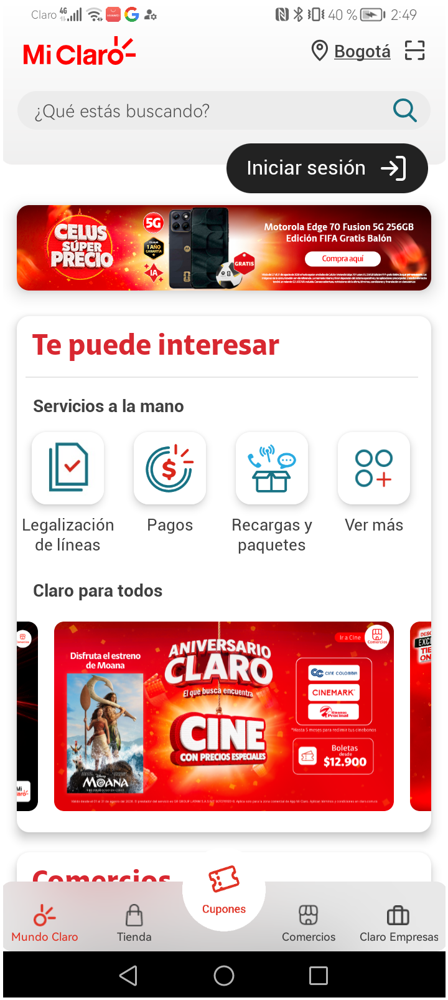 Claro 4G 40 % 2:49
Mi Claro
Bogotá
¿Qué estás buscando?
Iniciar sesión
CELUS
SÚPER
PRECIO
5G
CELULAR
1 AÑO
GARANTÍA
IA
GRATIS
Motorola Edge 70 Fusion 5G 256GB
Edición FIFA Gratis Balón
Compra aquí
Te puede interesar
Servicios a la mano
Legalización
de líneas
Pagos
Recargas y
paquetes
Ver más
Claro para todos
Disfruta el estreno
de Moana
ANIVERSARIO
CLARO
El que busca encuentra
CINE
CON PRECIOS ESPECIALES
Ir a Cine
Comercios
CINE COLOMBIA
CINEMARK
Procinal
*Hasta 5 meses para redimir tus cinebonos
Boletas
desde
$12.900
MOANA
Comercios
Cupones
Mundo Claro
Tienda
Comercios
Claro Empresas